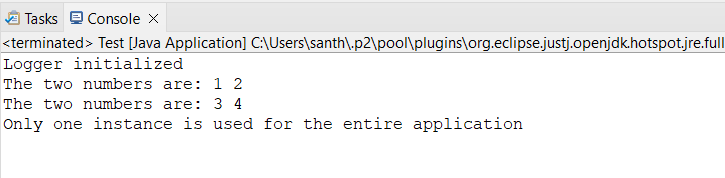 Tasks Console
<terminated> Test [Java Application] C:\Users\santh\.p2\pool\plugins\org.eclipse.justj.openjdk.hotspot.jre.full
Logger initialized
The two numbers are: 1 2
The two numbers are: 3 4
Only one instance is used for the entire application